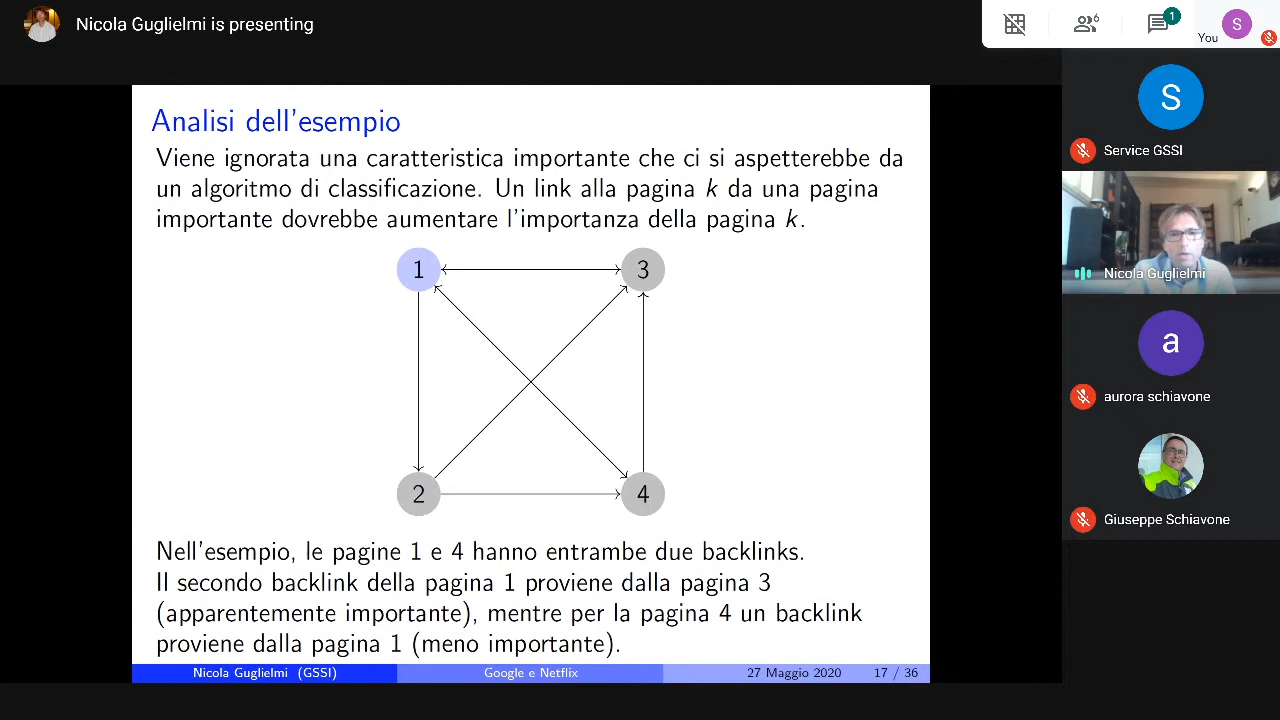 Nicola Guglielmi is presenting
6
1
You
S
Analisi dell'esempio
Viene ignorata una caratteristica importante che ci si aspetterebbe da
un algoritmo di classificazione. Un link alla pagina k da una pagina
importante dovrebbe aumentare l'importanza della pagina k.
1
3
2
4
Nell'esempio, le pagine 1 e 4 hanno entrambe due backlinks.
Il secondo backlink della pagina 1 proviene dalla pagina 3
(apparentemente importante), mentre per la pagina 4 un backlink
proviene dalla pagina 1 (meno importante).
Nicola Guglielmi (GSSI)
Google e Netflix
27 Maggio 2020
17 / 36
S
Service GSSI
Nicola Guglielmi
a
aurora schiavone
Giuseppe Schiavone